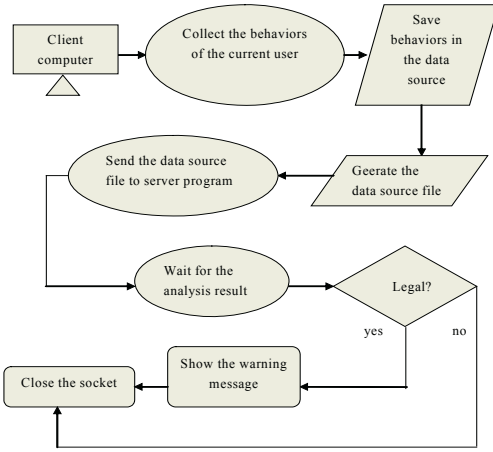 Client
computer
Collect the behaviors
of the current user
Save
behaviors in
the data
source
Send the data source
file to server program
Geerate the
data source file
Wait for the
analysis result
Legal?
yes
no
Show the warning
message
Close the socket